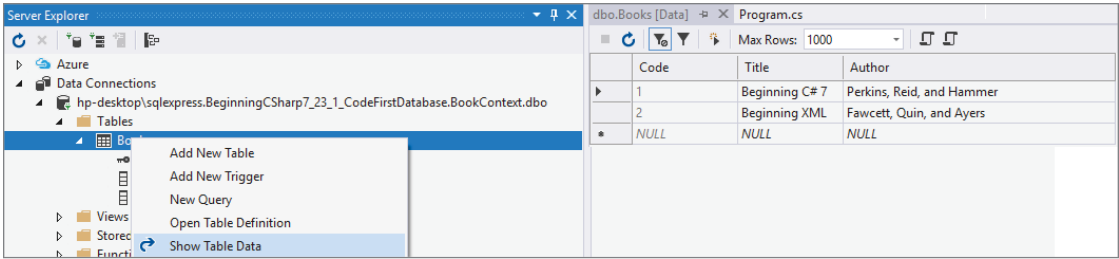 Server Explorer
Azure
Data Connections
hp-desktop\sqlexpress.BeginningCSharp7_23_1_CodeFirstDatabase.BookContext.dbo
Tables
Add New Table
Add New Trigger
New Query
Open Table Definition
Views
Show Table Data
dbo.Books [Data] Program.cs
Max Rows: 1000
Code Title Author
1 Beginning C# 7 Perkins, Reid, and Hammer
2 Beginning XML Fawcett, Quin, and Ayers
NULL NULL NULL